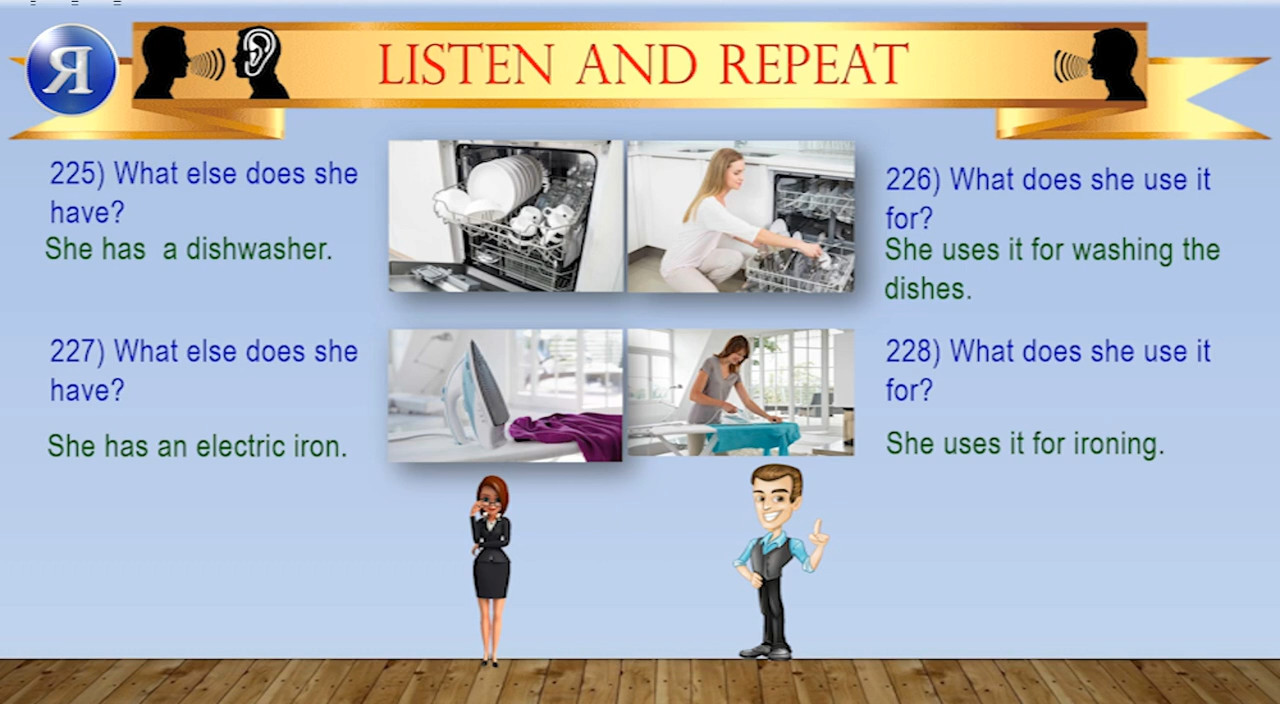 Я
LISTEN AND REPEAT
225) What else does she
have?
She has a dishwasher.
226) What does she use it
for?
She uses it for washing the
dishes.
227) What else does she
have?
She has an electric iron.
228) What does she use it
for?
She uses it for ironing.